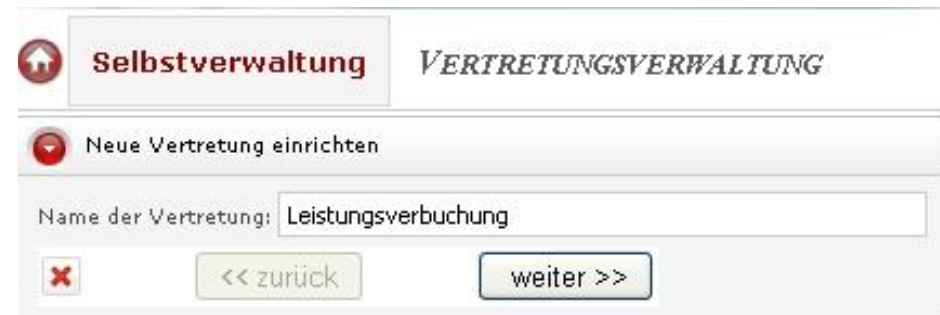 Selbstverwaltung VERTRETUNGSVERWALTUNG
Neue Vertretung einrichten
Name der Vertretung: Leistungsverbuchung
<< zurück weiter >>